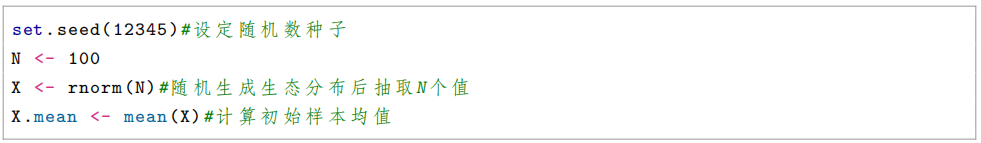 set.seed(12345)#设定随机数种子
N <- 100
X <- rnorm(N)#随机生成生态分布后抽取N个值
X.mean <- mean(X)#计算初始样本均值